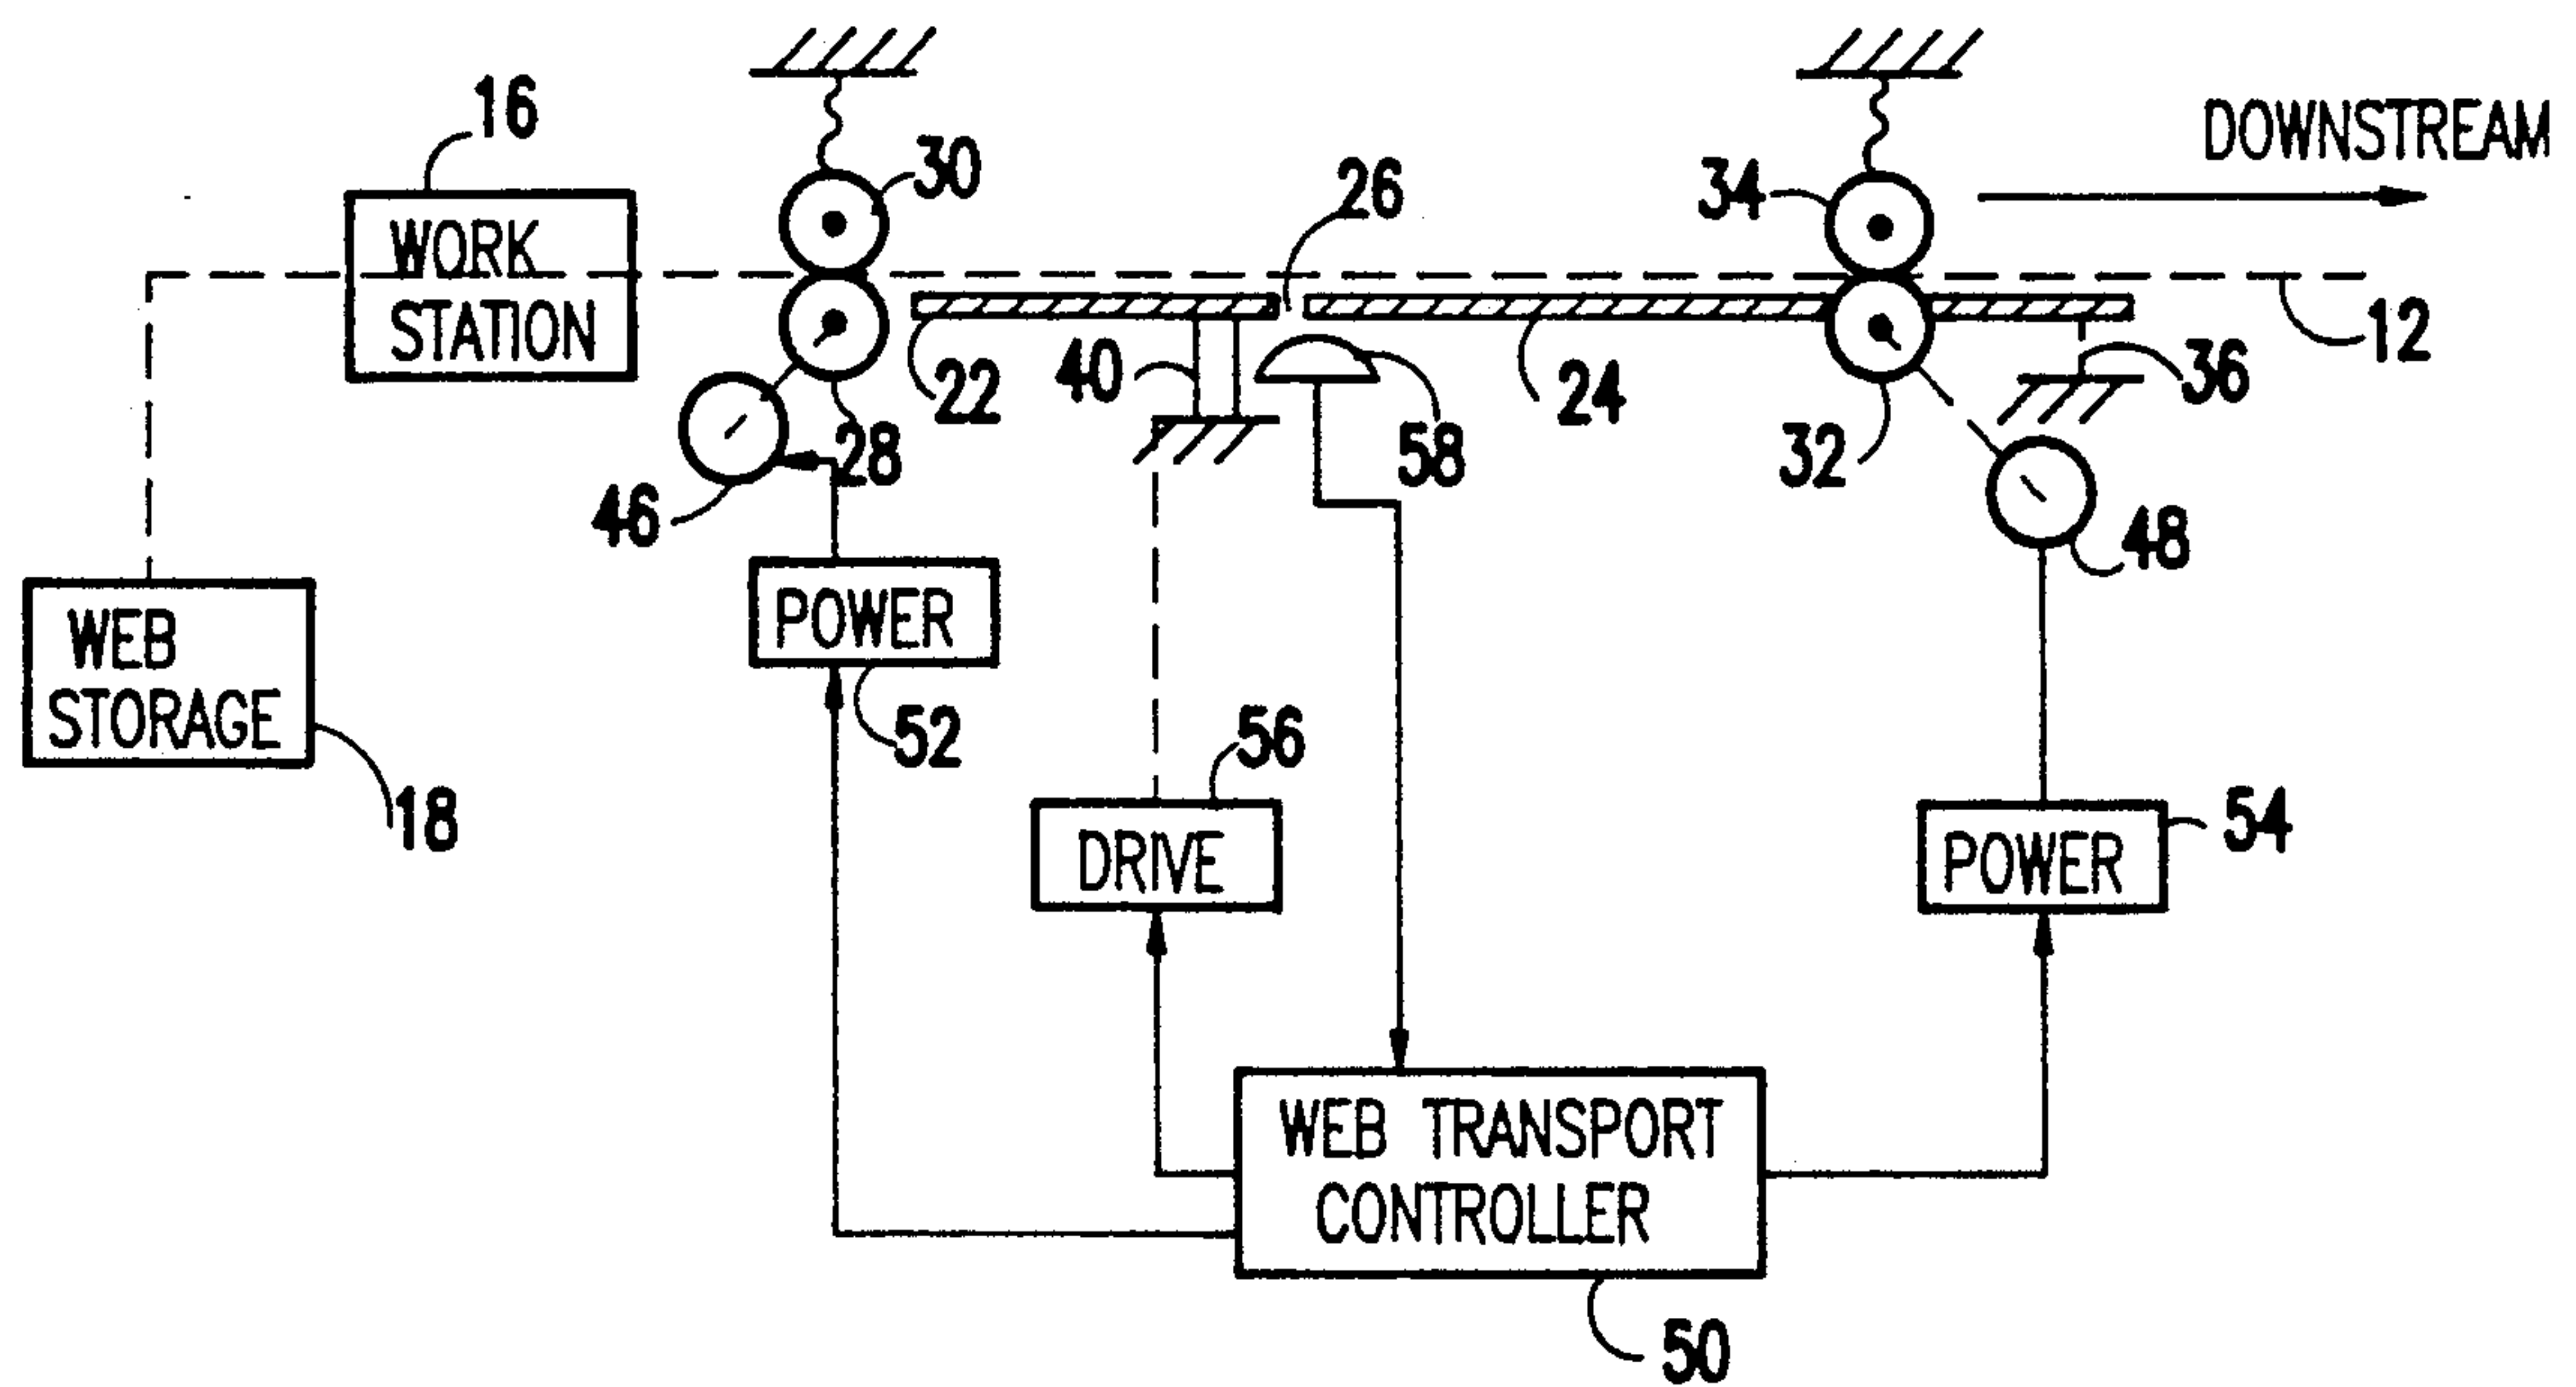 16
30
26
34
DOWNSTREAM
WORK
STATION
22
40
58
24
32
36
12
28
46
48
WEB
STORAGE
18
POWER
52
56
DRIVE
POWER
54
WEB TRANSPORT
CONTROLLER
50